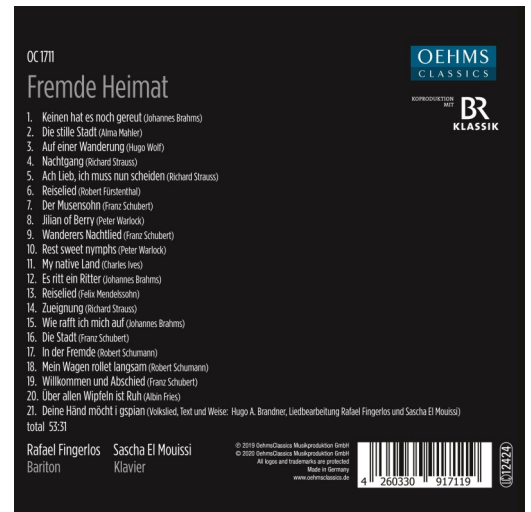 OC 1711
OEHMS
CLASSICS
Fremde Heimat
KOPRODUKTION
MIT
BR
KLASSIK
1. Keinen hat es noch gereut (Johannes Brahms)
2. Die stille Stadt (Alma Mahler)
3. Auf einer Wanderung (Hugo Wolf)
4. Nachtgang (Richard Strauss)
5. Ach Lieb, ich muss nun scheiden (Richard Strauss)
6. Reiselied (Robert Fürstenthal)
7. Der Musensohn (Franz Schubert)
8. Jilian of Berry (Peter Warlock)
9. Wanderers Nachtlied (Franz Schubert)
10. Rest sweet nymphs (Peter Warlock)
11. My native Land (Charles Ives)
12. Es ritt ein Ritter (Johannes Brahms)
13. Reiselied (Felix Mendelssohn)
14. Zueignung (Richard Strauss)
15. Wie rafft ich mich auf (Johannes Brahms)
16. Die Stadt (Franz Schubert)
17. In der Fremde (Robert Schumann)
18. Mein Wagen rollet langsam (Robert Schumann)
19. Willkommen und Abschied (Franz Schubert)
20. Über allen Wipfeln ist Ruh (Albin Fries)
21. Deine Händ möcht i gspian (Volkslied, Text und Weise: Hugo A. Brandner, Liedbearbeitung Rafael Fingerlos und Sascha El Mouissi)
total 53:31
Rafael Fingerlos Sascha El Mouissi
Bariton Klavier
℗ 2019 OehmsClassics Musikproduktion GmbH
© 2020 OehmsClassics Musikproduktion GmbH
All logos and trademarks are protected
Made in Germany
www.oehmsclassics.de
4 260330 917119
LC 12424